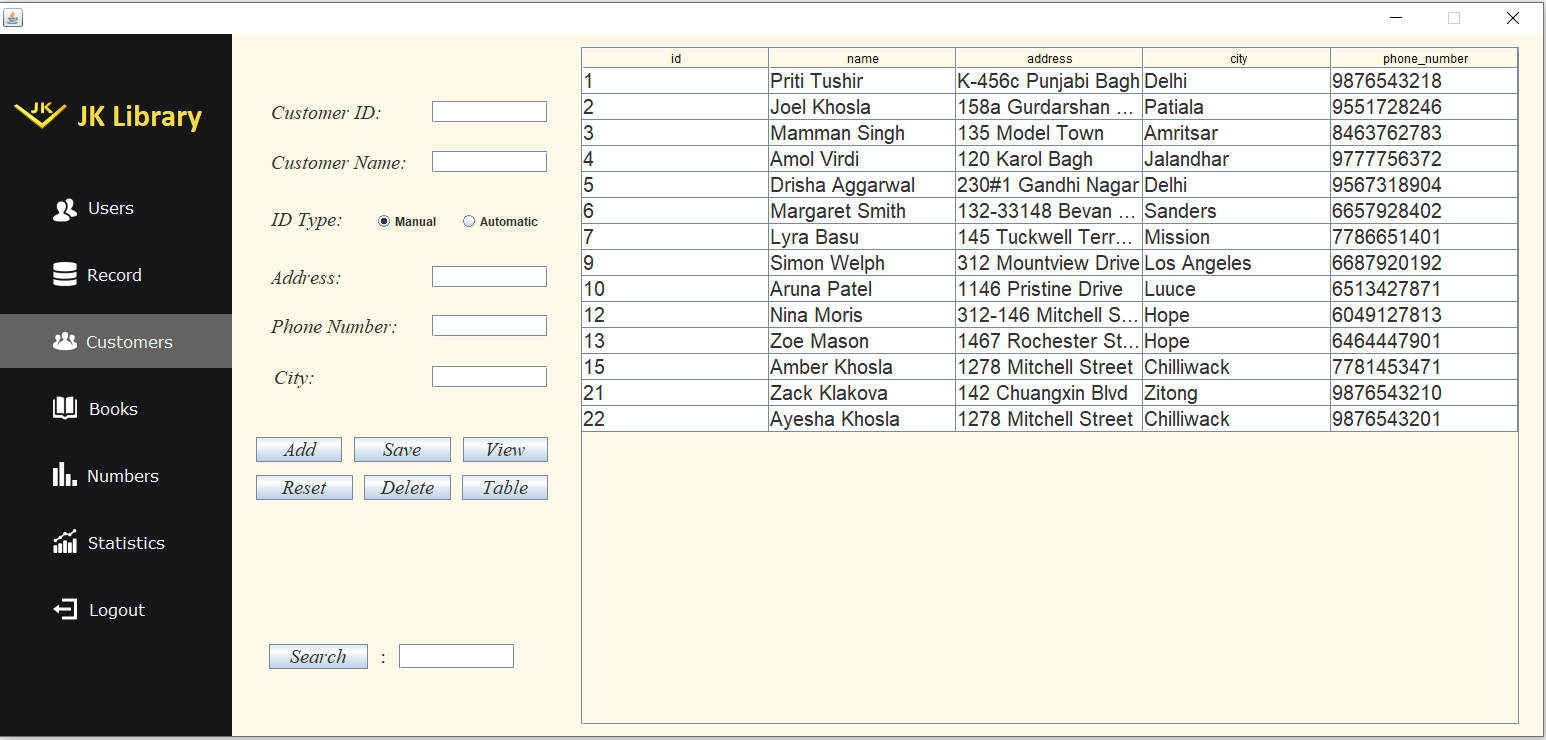 JK
JK Library
Users
Record
Customers
Books
Numbers
Statistics
Logout
Customer ID:
Customer Name:
ID Type: Manual Automatic
Address:
Phone Number:
City:
Add Save View
Reset Delete Table
Search :
id name address city phone_number
1 Priti Tushir K-456c Punjabi Bagh Delhi 9876543218
2 Joel Khosla 158a Gurdarshan ... Patiala 9551728246
3 Mamman Singh 135 Model Town Amritsar 8463762783
4 Amol Virdi 120 Karol Bagh Jalandhar 9777756372
5 Drisha Aggarwal 230#1 Gandhi Nagar Delhi 9567318904
6 Margaret Smith 132-33148 Bevan ... Sanders 6657928402
7 Lyra Basu 145 Tuckwell Terr... Mission 7786651401
9 Simon Welph 312 Mountview Drive Los Angeles 6687920192
10 Aruna Patel 1146 Pristine Drive Luuce 6513427871
12 Nina Moris 312-146 Mitchell S... Hope 6049127813
13 Zoe Mason 1467 Rochester St... Hope 6464447901
15 Amber Khosla 1278 Mitchell Street Chilliwack 7781453471
21 Zack Klakova 142 Chuangxin Blvd Zitong 9876543210
22 Ayesha Khosla 1278 Mitchell Street Chilliwack 9876543201